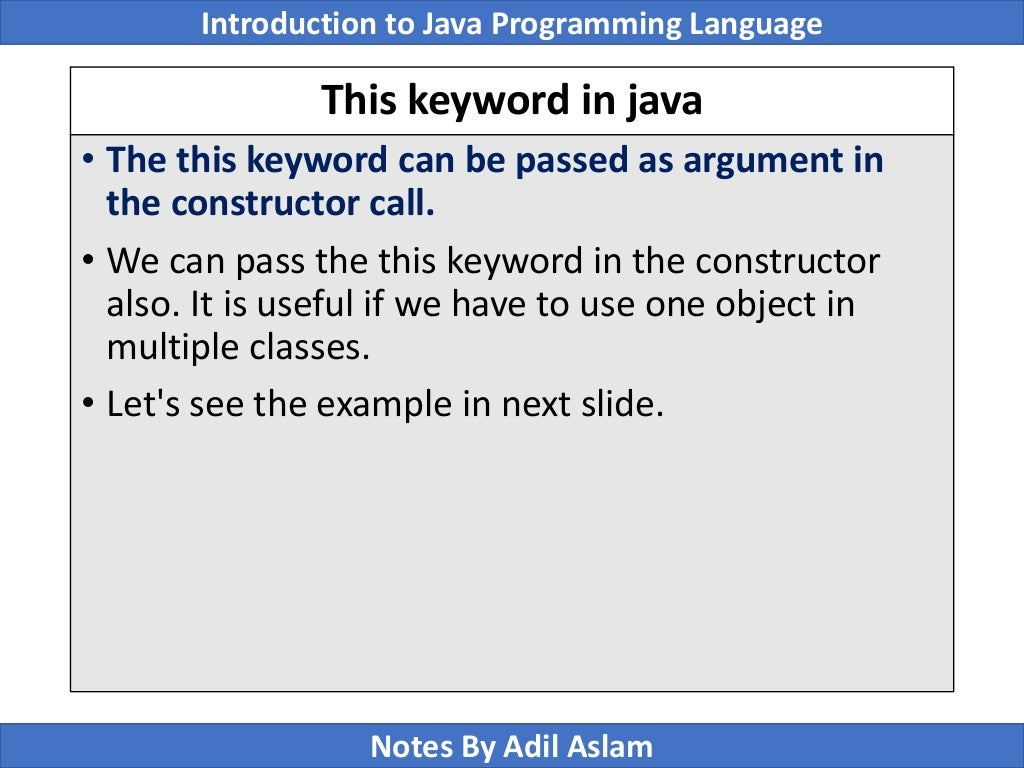 Introduction to Java Programming Language
This keyword in java
• The this keyword can be passed as argument in
the constructor call.
• We can pass the this keyword in the constructor
also. It is useful if we have to use one object in
multiple classes.
• Let's see the example in next slide.
Notes By Adil Aslam